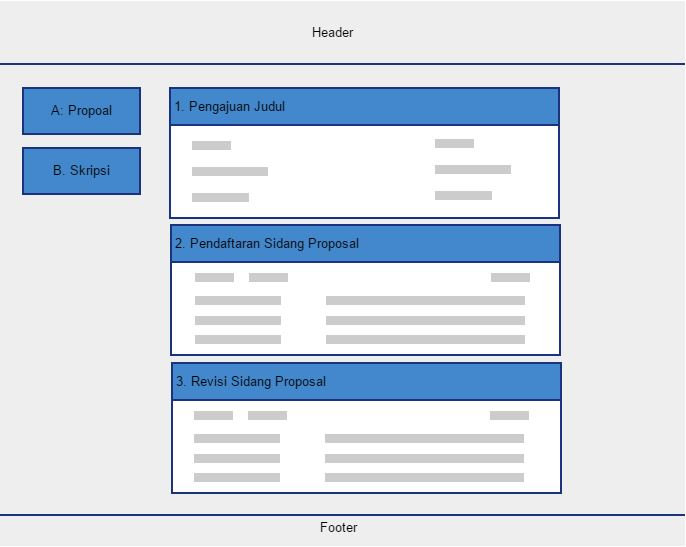 Header
A: Propoal
B. Skripsi
1. Pengajuan Judul
2. Pendaftaran Sidang Proposal
3. Revisi Sidang Proposal
Footer